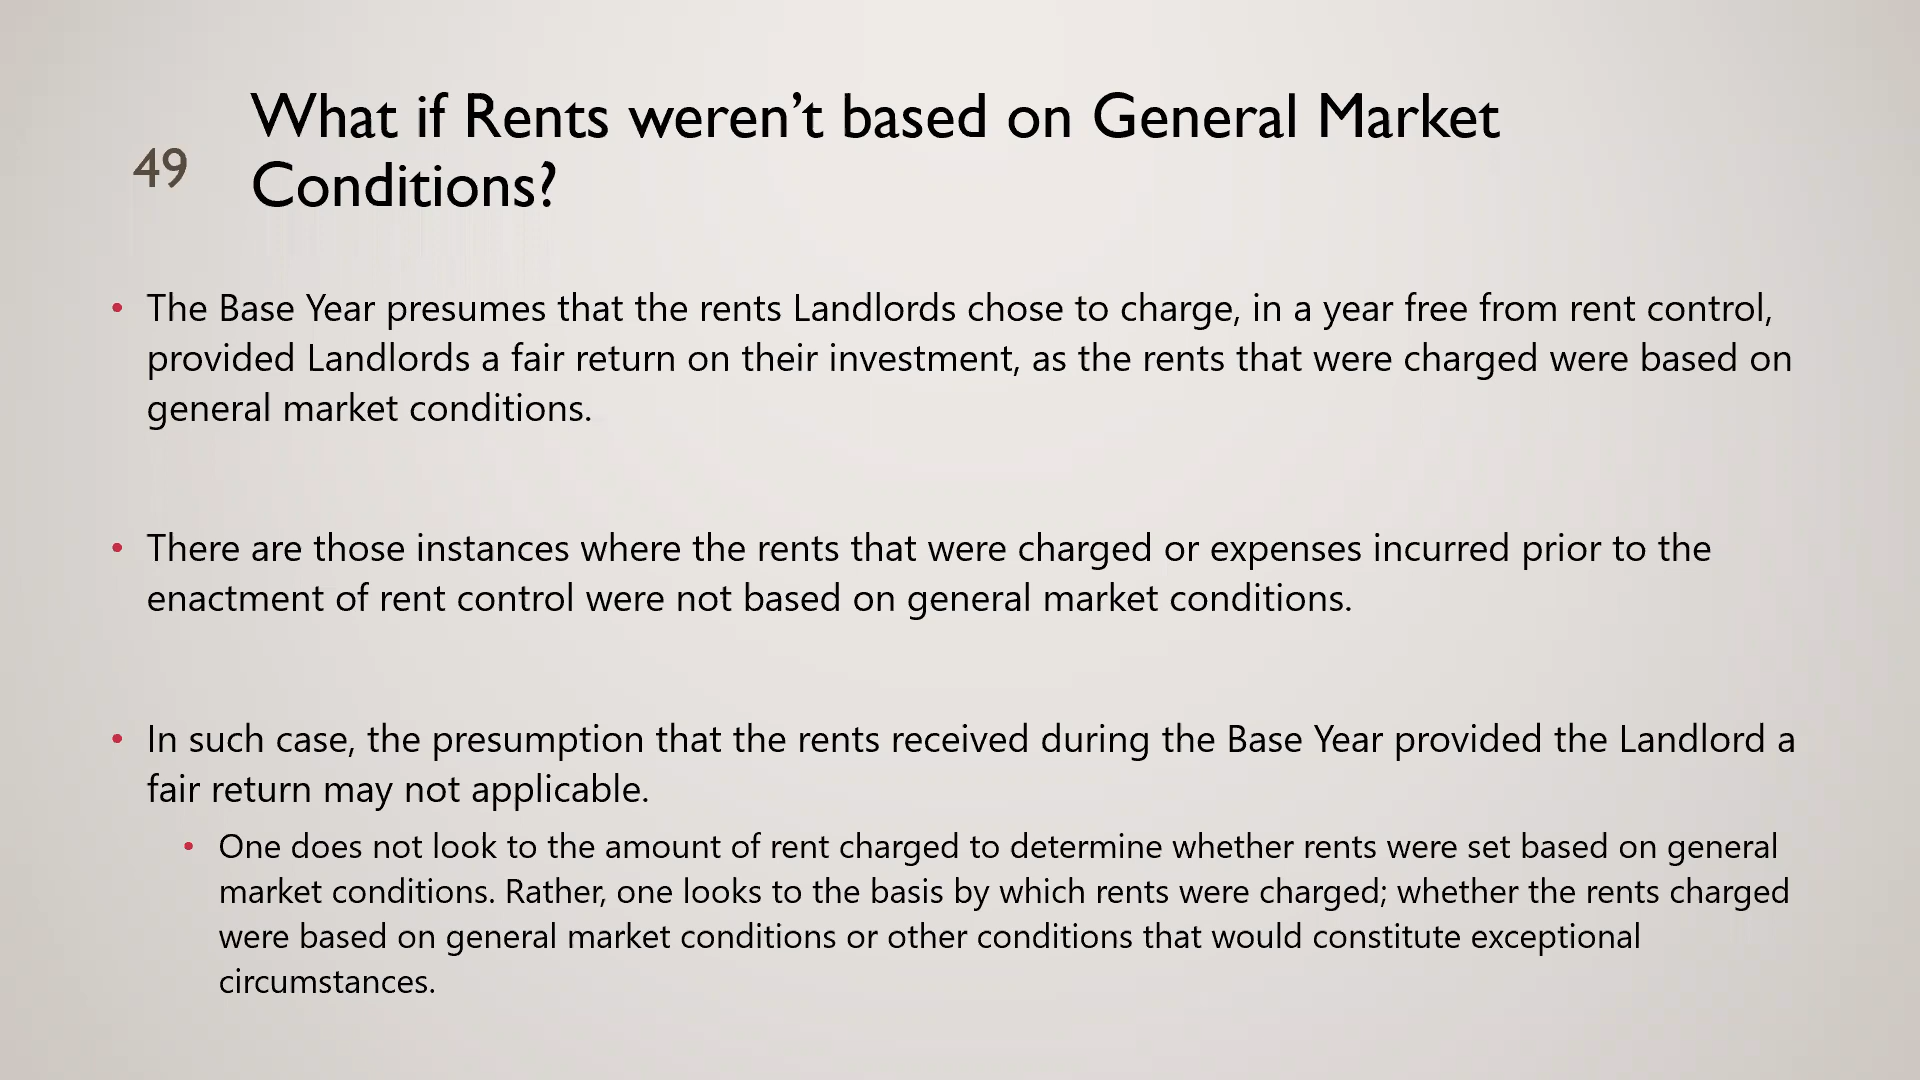 What if Rents weren’t based on General Market
49
Conditions?
• The Base Year presumes that the rents Landlords chose to charge, in a year free from rent control,
provided Landlords a fair return on their investment, as the rents that were charged were based on
general market conditions.
• There are those instances where the rents that were charged or expenses incurred prior to the
enactment of rent control were not based on general market conditions.
• In such case, the presumption that the rents received during the Base Year provided the Landlord a
fair return may not applicable.
• One does not look to the amount of rent charged to determine whether rents were set based on general
market conditions. Rather, one looks to the basis by which rents were charged; whether the rents charged
were based on general market conditions or other conditions that would constitute exceptional
circumstances.